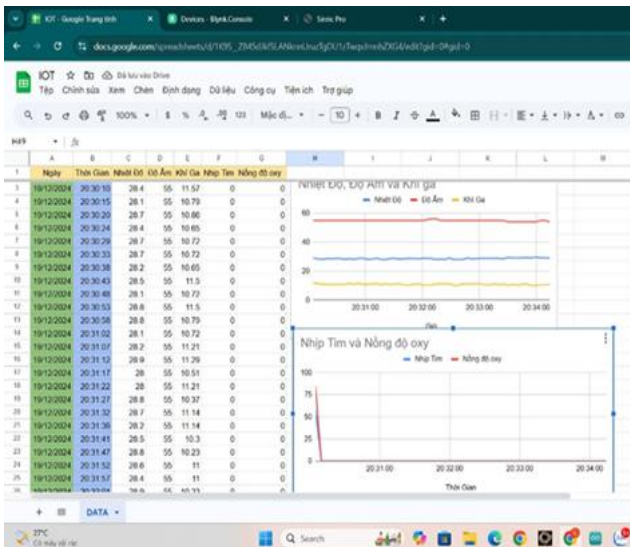 IOT - Google Trang tính
Devices - Blynk.Console
docs.google.com/spreadsheets/d/
IOT
Đã lưu vào Drive
Tệp Chỉnh sửa Xem Chèn Định dạng Dữ liệu Công cụ Tiện ích Trợ giúp
100% $ % .0 .00 123 Mặc đị... - 10 + B I A
A B C D E F G H I J K L M
1 Ngày Thời Gian Nhiệt Độ Độ Ẩm Khí Ga Nhịp Tim Nồng độ oxy
3 19/12/2024 20:30:10 28.4 55 11.57 0 0
4 19/12/2024 20:30:15 28.1 55 10.79 0 0
5 19/12/2024 20:30:20 28.7 55 10.86 0 0
19/12/2024 20:30:24 28.4 55 10.65 0 0
19/12/2024 20:30:29 28.7 55 10.72 0 0
19/12/2024 20:30:33 28.7 55 10.72 0 0
19/12/2024 20:30:38 28.2 55 10.65 0 0
19/12/2024 20:30:43 28.5 55 11.5 0 0
19/12/2024 20:30:48 28.1 55 10.72 0 0
19/12/2024 20:30:53 28.8 55 11.5 0 0
19/12/2024 20:30:58 28.8 55 10.79 0 0
19/12/2024 20:31:02 28.1 55 10.72 0 0
19/12/2024 20:31:07 28.2 55 11.21 0 0
19/12/2024 20:31:12 28.9 55 11.29 0 0
19/12/2024 20:31:17 28 55 10.51 0 0
19/12/2024 20:31:22 28 55 11.21 0 0
19/12/2024 20:31:27 28.8 55 10.37 0 0
19/12/2024 20:31:32 28.7 55 11.14 0 0
19/12/2024 20:31:36 28.2 55 11.14 0 0
19/12/2024 20:31:41 28.5 55 10.3 0 0
19/12/2024 20:31:47 28.8 55 10.23 0 0
19/12/2024 20:31:52 28.6 55 11 0 0
19/12/2024 20:31:57 28.4 55 11 0 0
Nhiệt Độ, Độ Ẩm và Khí ga
Nhiệt Độ Độ Ẩm Khí Ga
60
40
20
0
20:31:00 20:32:00 20:33:00 20:34:00
Nhịp Tim và Nồng độ oxy
Nhịp Tim Nồng độ oxy
100
75
50
25
0
20:31:00 20:32:00 20:33:00 20:34:00
Thời Gian
DATA
27°C
Có mây rải rác
Search